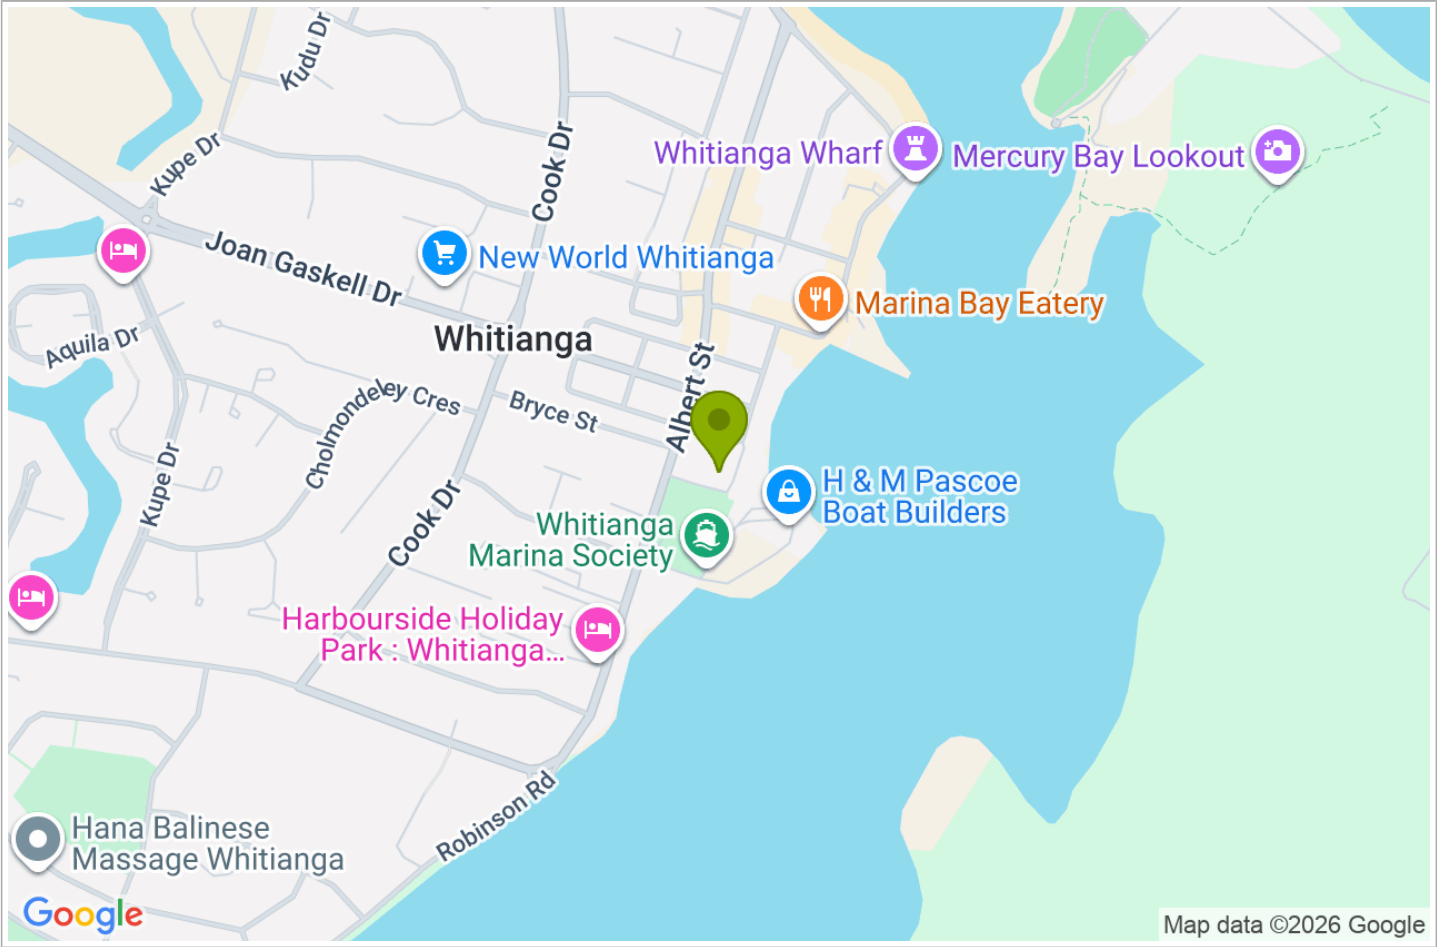 Kudu Dr
Kupe Dr
Cook Dr
Whitianga Wharf
Mercury Bay Lookout
Joan Gaskell Dr
New World Whitianga
Marina Bay Eatery
Aquila Dr
Whitianga
Albert St
Cholmondeley Cres
Bryce St
Kupe Dr
Cook Dr
H & M Pascoe
Boat Builders
Whitianga
Marina Society
Harbourside Holiday
Park : Whitianga...
Robinson Rd
Hana Balinese
Massage Whitianga
Google
Map data ©2026 Google